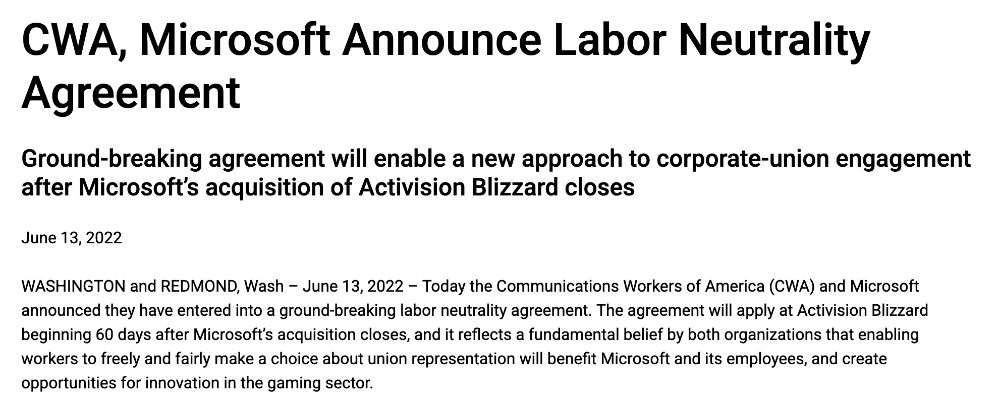 CWA, Microsoft Announce Labor Neutrality
Agreement
Ground-breaking agreement will enable a new approach to corporate-union engagement
after Microsoft’s acquisition of Activision Blizzard closes
June 13, 2022
WASHINGTON and REDMOND, Wash – June 13, 2022 – Today the Communications Workers of America (CWA) and Microsoft
announced they have entered into a ground-breaking labor neutrality agreement. The agreement will apply at Activision Blizzard
beginning 60 days after Microsoft’s acquisition closes, and it reflects a fundamental belief by both organizations that enabling
workers to freely and fairly make a choice about union representation will benefit Microsoft and its employees, and create
opportunities for innovation in the gaming sector.